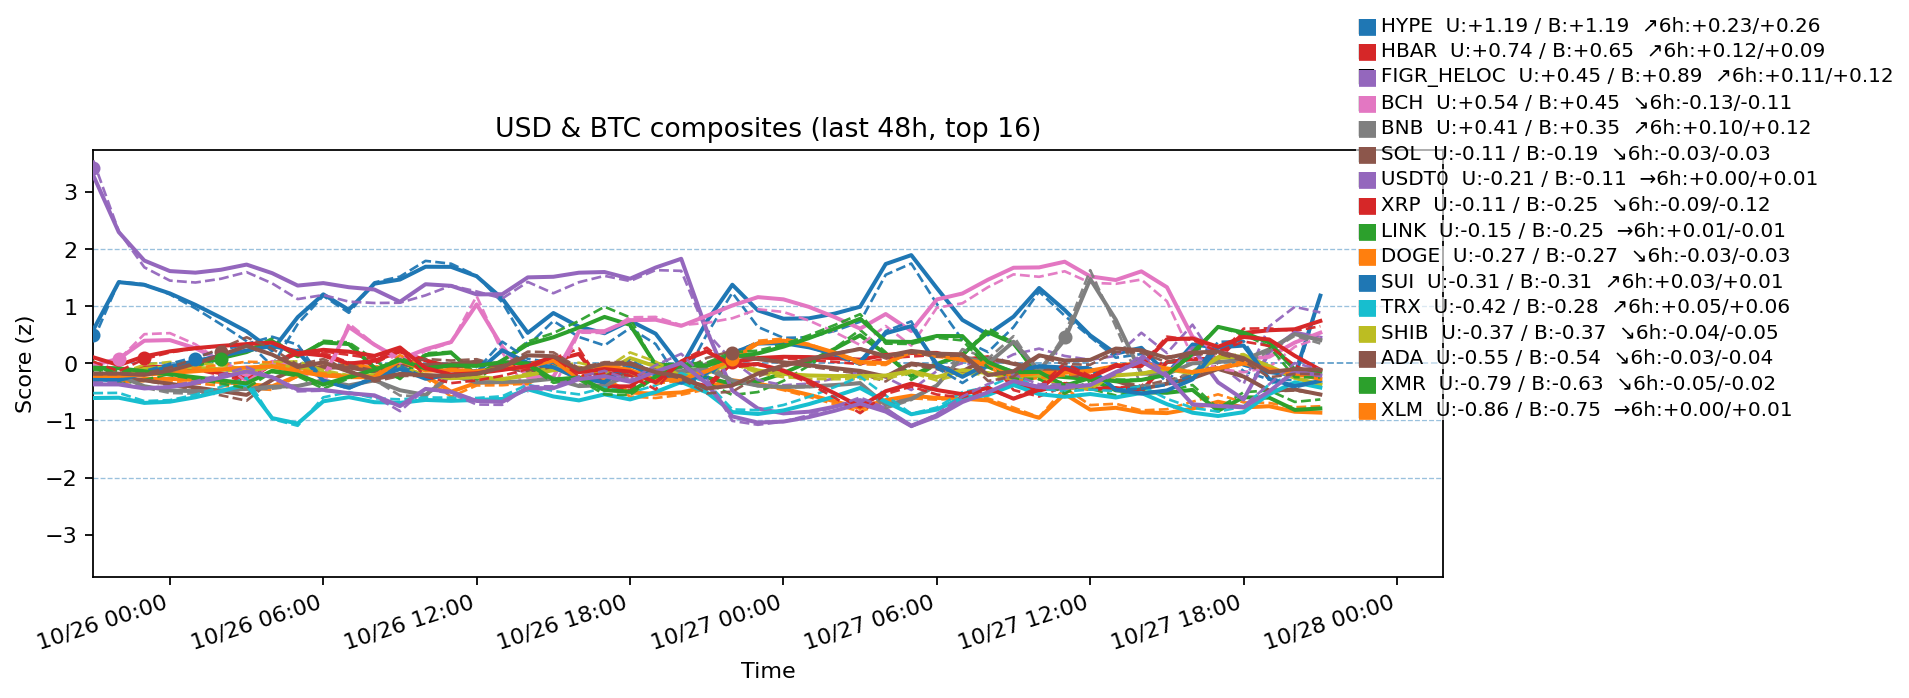 HYPE U:+1.19 / B:+1.19 ↗6h:+0.23/+0.26
HBAR U:+0.74 / B:+0.65 ↗6h:+0.12/+0.09
FIGR_HELOC U:+0.45 / B:+0.89 ↗6h:+0.11/+0.12
BCH U:+0.54 / B:+0.45 ↘6h:-0.13/-0.11
BNB U:+0.41 / B:+0.35 ↗6h:+0.10/+0.12
SOL U:-0.11 / B:-0.19 ↘6h:-0.03/-0.03
USDT0 U:-0.21 / B:-0.11 →6h:+0.00/+0.01
XRP U:-0.11 / B:-0.25 ↘6h:-0.09/-0.12
LINK U:-0.15 / B:-0.25 →6h:+0.01/-0.01
DOGE U:-0.27 / B:-0.27 ↘6h:-0.03/-0.03
SUI U:-0.31 / B:-0.31 ↗6h:+0.03/+0.01
TRX U:-0.42 / B:-0.28 ↗6h:+0.05/+0.06
SHIB U:-0.37 / B:-0.37 ↘6h:-0.04/-0.05
ADA U:-0.55 / B:-0.54 ↘6h:-0.03/-0.04
XMR U:-0.79 / B:-0.63 ↘6h:-0.05/-0.02
XLM U:-0.86 / B:-0.75 →6h:+0.00/+0.01
USD & BTC composites (last 48h, top 16)
Score (z)
3
2
1
0
−1
−2
−3
10/26 00:00
10/26 06:00
10/26 12:00
10/26 18:00
10/27 00:00
10/27 06:00
10/27 12:00
10/27 18:00
10/28 00:00
Time